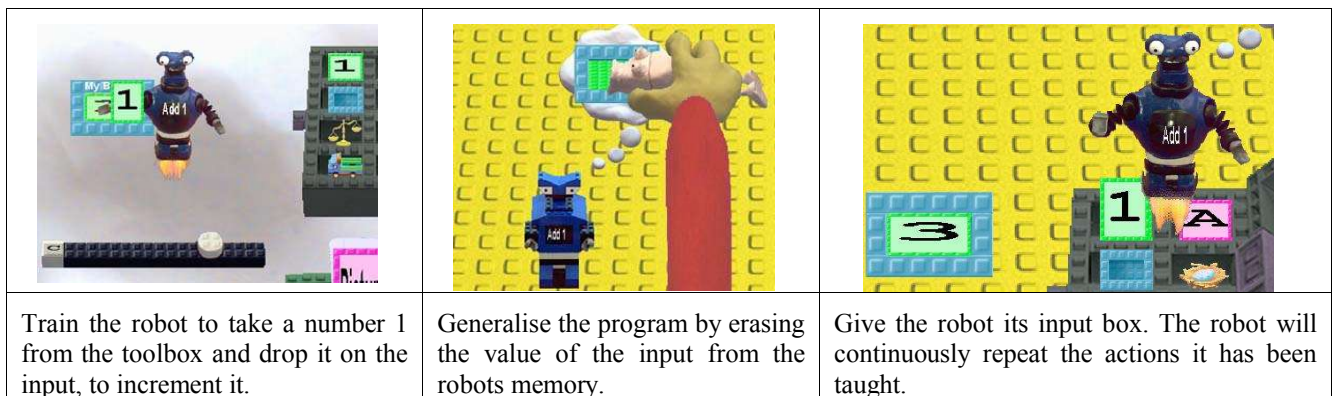 My B
1
Add 1
1
Add 1
3
Add 1
1
A
Train the robot to take a number 1
from the toolbox and drop it on the
input, to increment it.
Generalise the program by erasing
the value of the input from the
robots memory.
Give the robot its input box. The robot will
continuously repeat the actions it has been
taught.